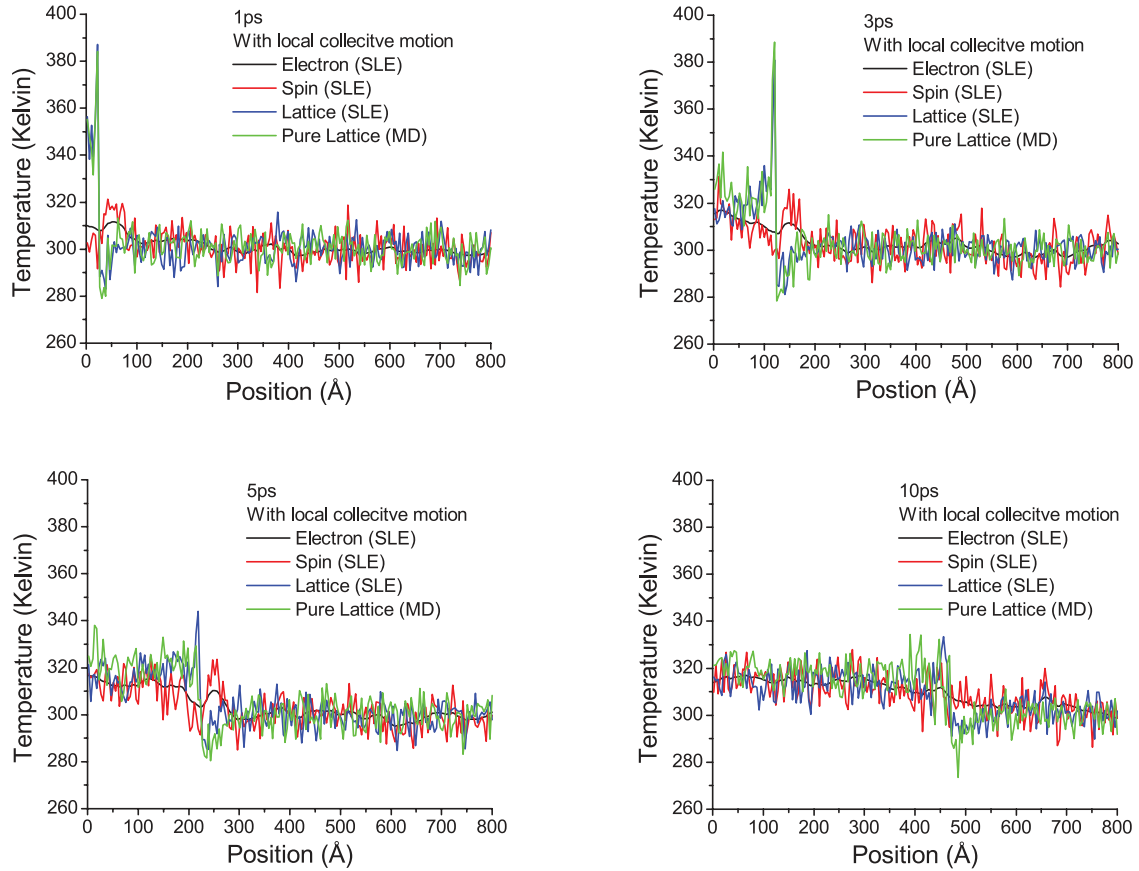 1ps
With local collecitve motion
Electron (SLE)
Spin (SLE)
Lattice (SLE)
Pure Lattice (MD)
Temperature (Kelvin)
400
380
360
340
320
300
280
260
0 100 200 300 400 500 600 700 800
Position (Å)
3ps
With local collecitve motion
Electron (SLE)
Spin (SLE)
Lattice (SLE)
Pure Lattice (MD)
Temperature (Kelvin)
400
380
360
340
320
300
280
260
0 100 200 300 400 500 600 700 800
Postion (Å)
5ps
With local collecitve motion
Electron (SLE)
Spin (SLE)
Lattice (SLE)
Pure Lattice (MD)
Temperature (Kelvin)
400
380
360
340
320
300
280
260
0 100 200 300 400 500 600 700 800
Position (Å)
10ps
With local collecitve motion
Electron (SLE)
Spin (SLE)
Lattice (SLE)
Pure Lattice (MD)
Temperature (Kelvin)
400
380
360
340
320
300
280
260
0 100 200 300 400 500 600 700 800
Position (Å)